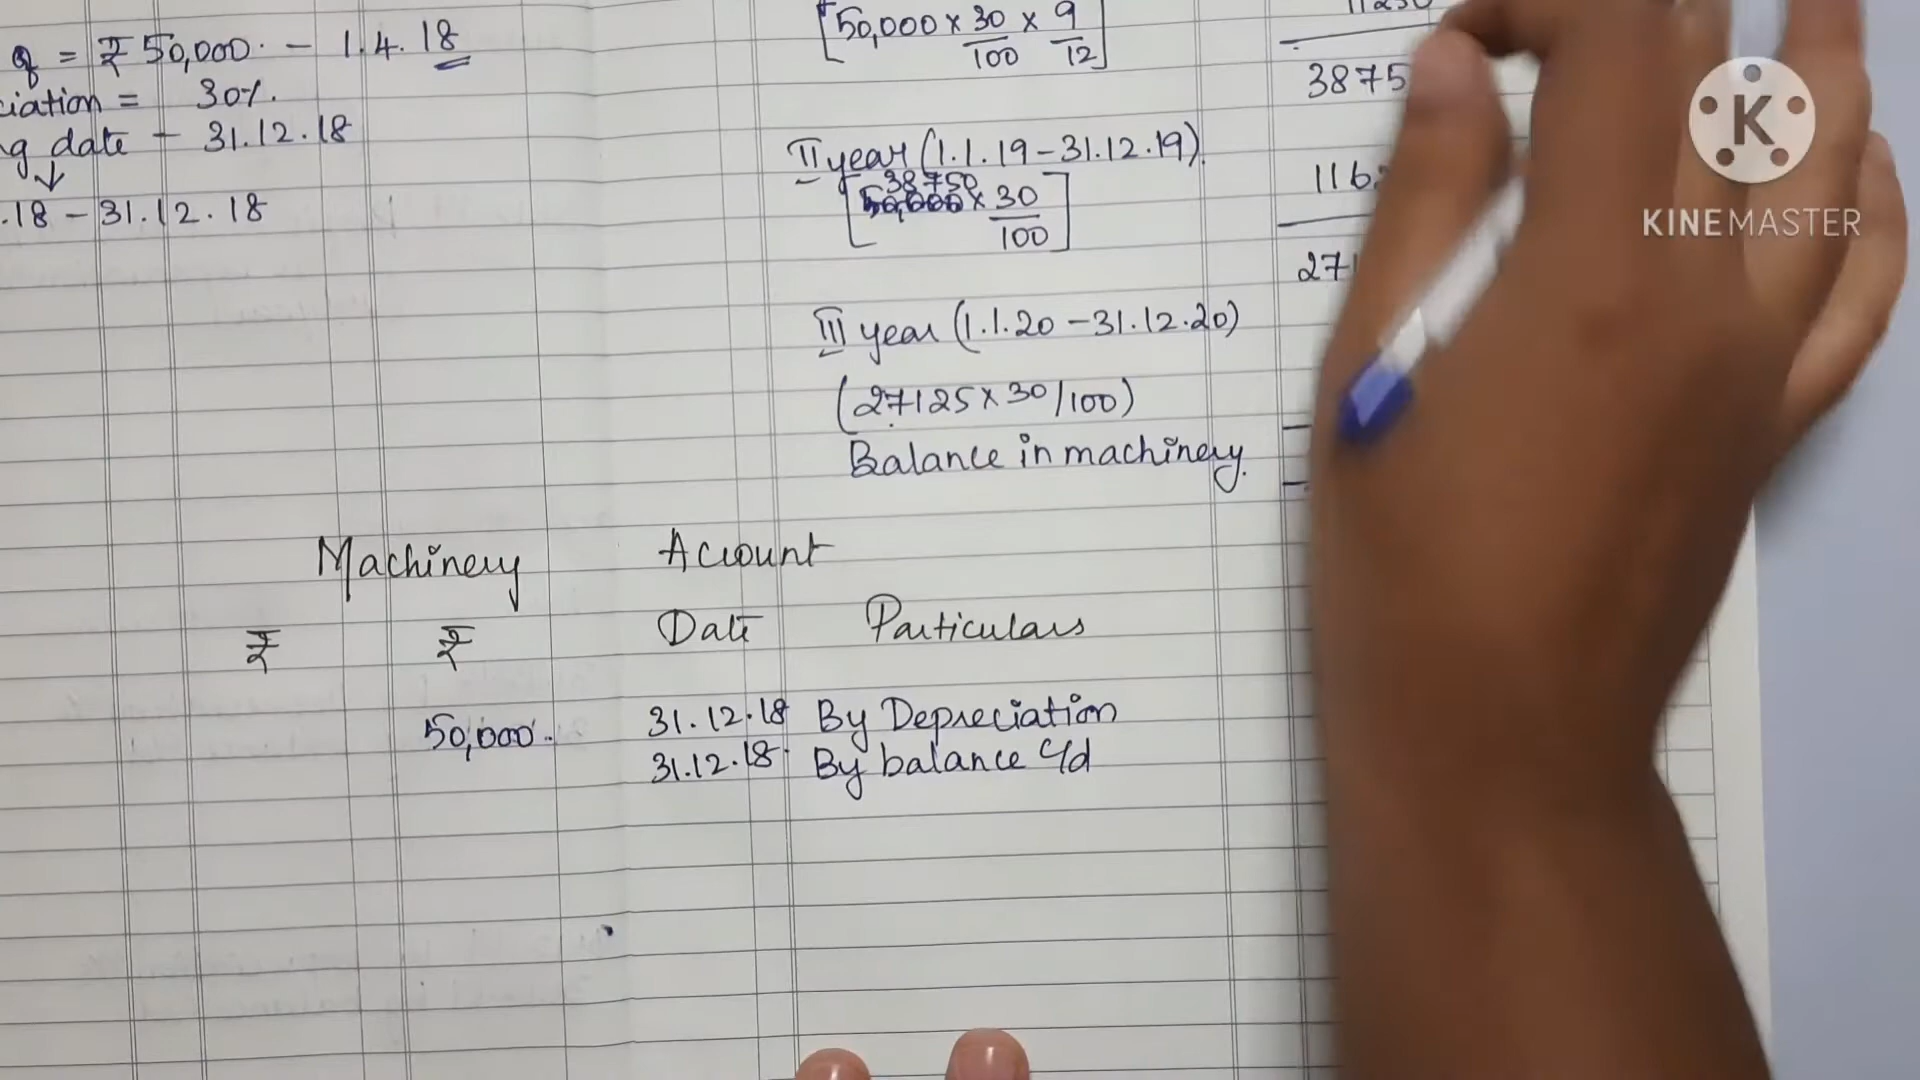 = ₹ 50,000. - 1.4.18
ciation = 30%.
g date - 31.12.18
.18 - 31.12.18
[50,000 × 30/100 × 9/12]
3875
II year (1.1.19 - 31.12.19)
38750
[50,000 × 30/100]
116
271
III year (1.1.20 - 31.12.20)
(27125 × 30/100)
Balance in machinery.
Machinery Account
₹ ₹ Date Particulars
50,000. 31.12.18 By Depreciation
31.12.18 By balance c/d
K
KINEMASTER